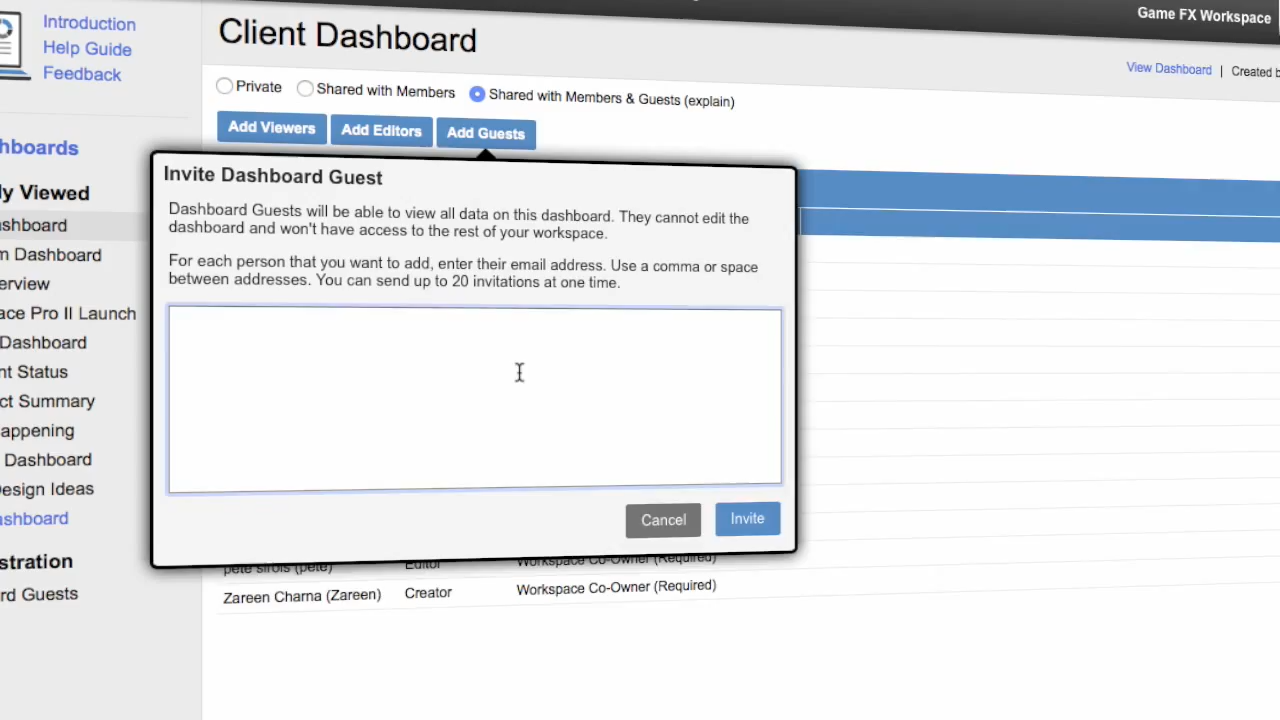 Game FX Workspace
Introduction
Help Guide
Feedback
Client Dashboard
View Dashboard | Created b
Private
Shared with Members
Shared with Members & Guests (explain)
Add Viewers
Add Editors
Add Guests
hboards
ly Viewed
ashboard
m Dashboard
erview
ace Pro II Launch
Dashboard
nt Status
ct Summary
appening
Dashboard
esign Ideas
ashboard
stration
rd Guests
Invite Dashboard Guest
Dashboard Guests will be able to view all data on this dashboard. They cannot edit the
dashboard and won't have access to the rest of your workspace.
For each person that you want to add, enter their email address. Use a comma or space
between addresses. You can send up to 20 invitations at one time.
Cancel
Invite
pete sirois (pete) Editor Workspace Co-Owner (Required)
Zareen Charna (Zareen) Creator Workspace Co-Owner (Required)